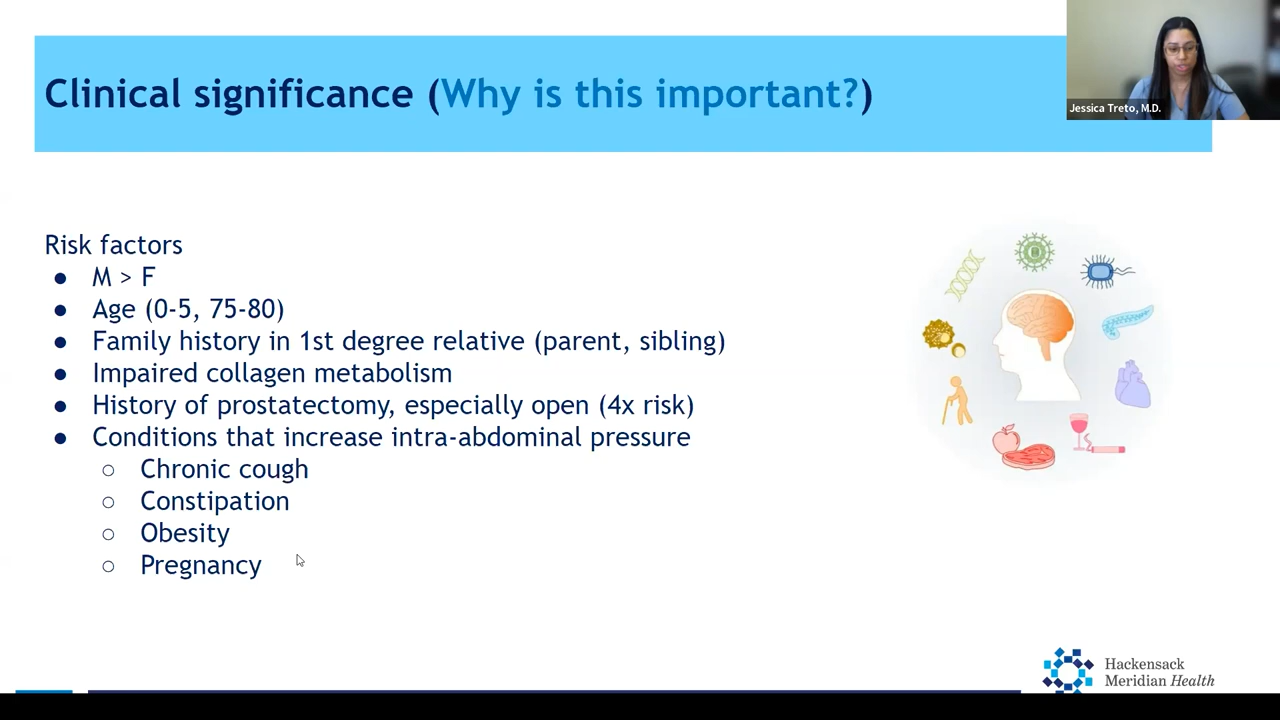 Clinical significance (Why is this important?)
Jessica Treto, M.D.
Risk factors
● M > F
● Age (0-5, 75-80)
● Family history in 1st degree relative (parent, sibling)
● Impaired collagen metabolism
● History of prostatectomy, especially open (4x risk)
● Conditions that increase intra-abdominal pressure
○ Chronic cough
○ Constipation
○ Obesity
○ Pregnancy
Hackensack
Meridian Health